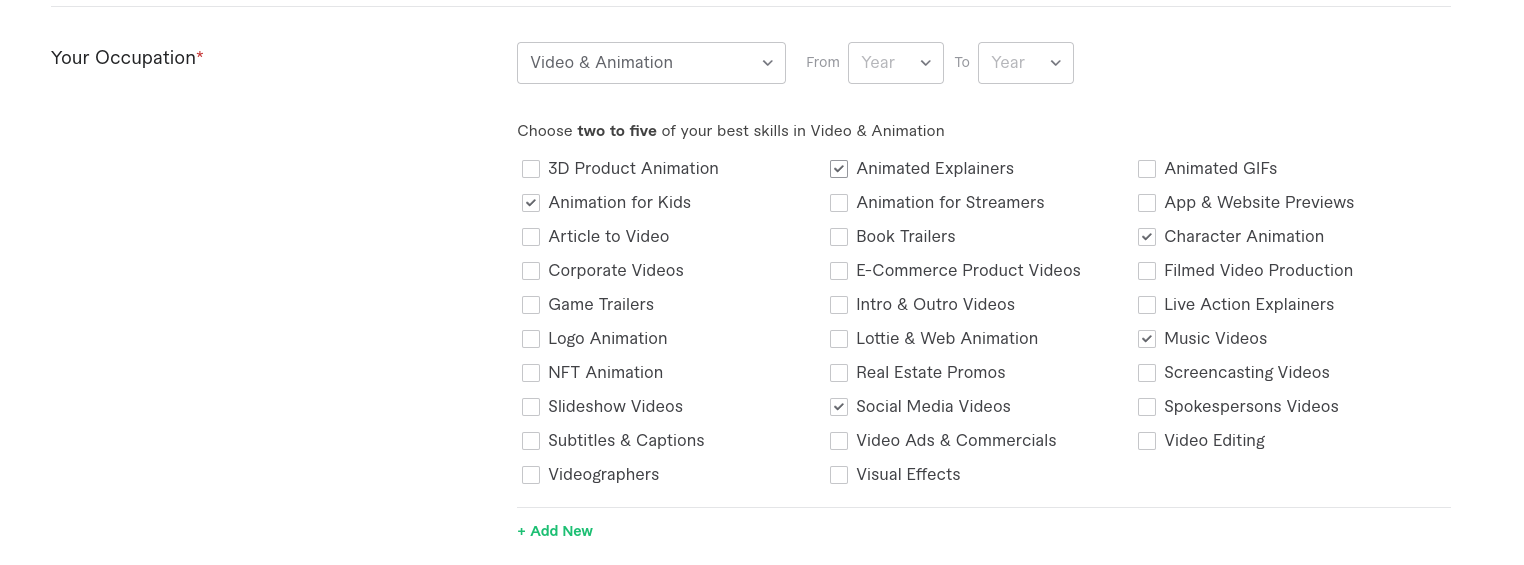 Your Occupation*
Video & Animation From Year To Year
Choose two to five of your best skills in Video & Animation
3D Product Animation Animated Explainers Animated GIFs
Animation for Kids Animation for Streamers App & Website Previews
Article to Video Book Trailers Character Animation
Corporate Videos E-Commerce Product Videos Filmed Video Production
Game Trailers Intro & Outro Videos Live Action Explainers
Logo Animation Lottie & Web Animation Music Videos
NFT Animation Real Estate Promos Screencasting Videos
Slideshow Videos Social Media Videos Spokespersons Videos
Subtitles & Captions Video Ads & Commercials Video Editing
Videographers Visual Effects
+ Add New